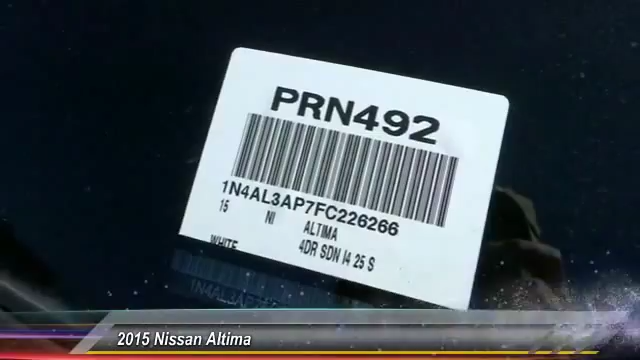 PRN492
1N4AL3AP7FC226266
15 NI ALTIMA
WHITE 4DR SDN I4 25 S
2015 Nissan Altima